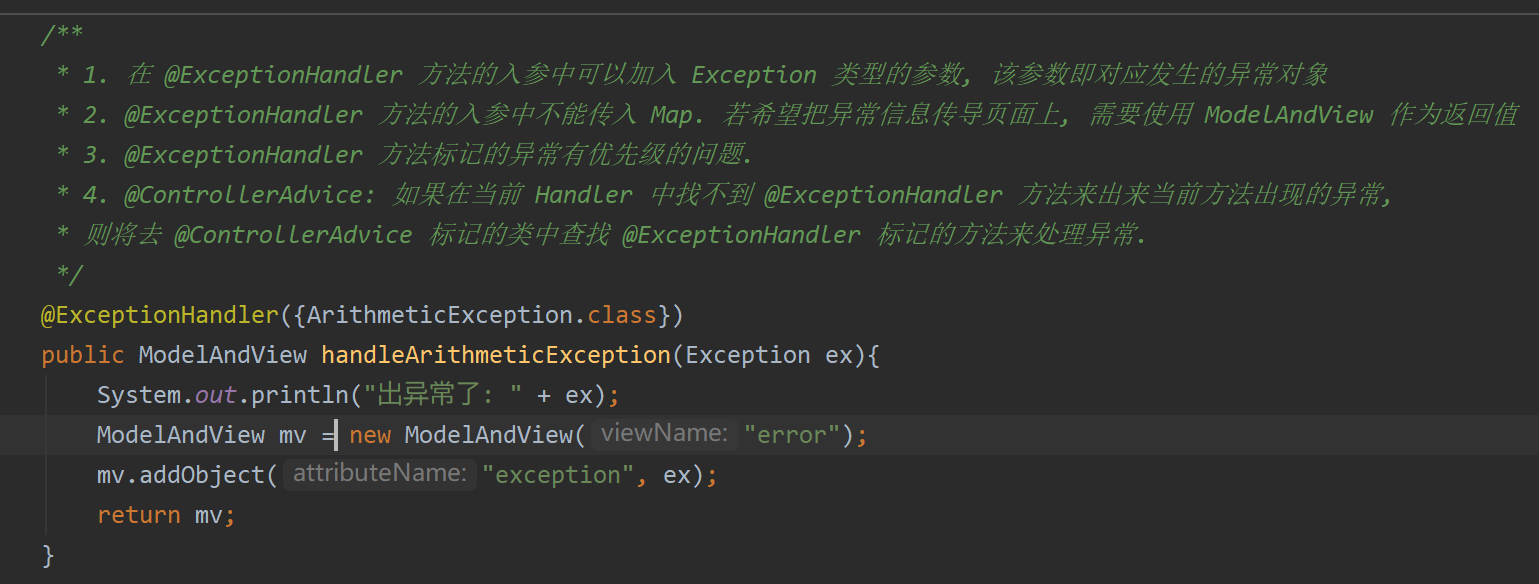 /**
 * 1. 在 @ExceptionHandler 方法的入参中可以加入 Exception 类型的参数, 该参数即对应发生的异常对象
 * 2. @ExceptionHandler 方法的入参中不能传入 Map. 若希望把异常信息传导页面上, 需要使用 ModelAndView 作为返回值
 * 3. @ExceptionHandler 方法标记的异常有优先级的问题.
 * 4. @ControllerAdvice: 如果在当前 Handler 中找不到 @ExceptionHandler 方法来出来当前方法出现的异常,
 * 则将去 @ControllerAdvice 标记的类中查找 @ExceptionHandler 标记的方法来处理异常.
 */
@ExceptionHandler({ArithmeticException.class})
public ModelAndView handleArithmeticException(Exception ex){
    System.out.println("出异常了: " + ex);
    ModelAndView mv = new ModelAndView( viewName: "error");
    mv.addObject( attributeName: "exception", ex);
    return mv;
}